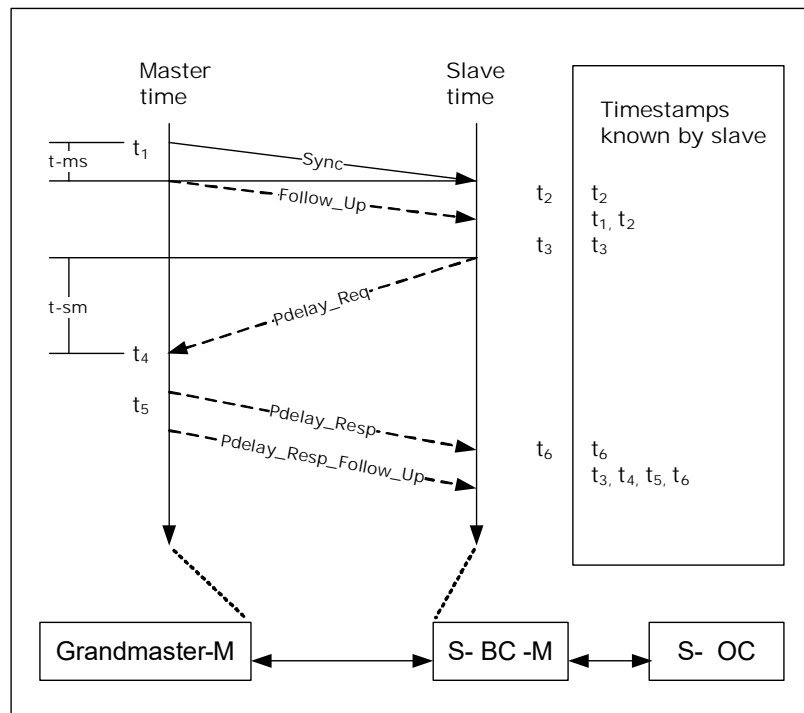 Master
time
Slave
time
Timestamps
known by slave
t1
t-ms
Sync
Follow_Up
t2
t2
t1, t2
t3
t3
t-sm
Pdelay_Req
t4
t5
Pdelay_Resp
Pdelay_Resp_Follow_Up
t6
t6
t3, t4, t5, t6
Grandmaster-M
S- BC -M
S- OC